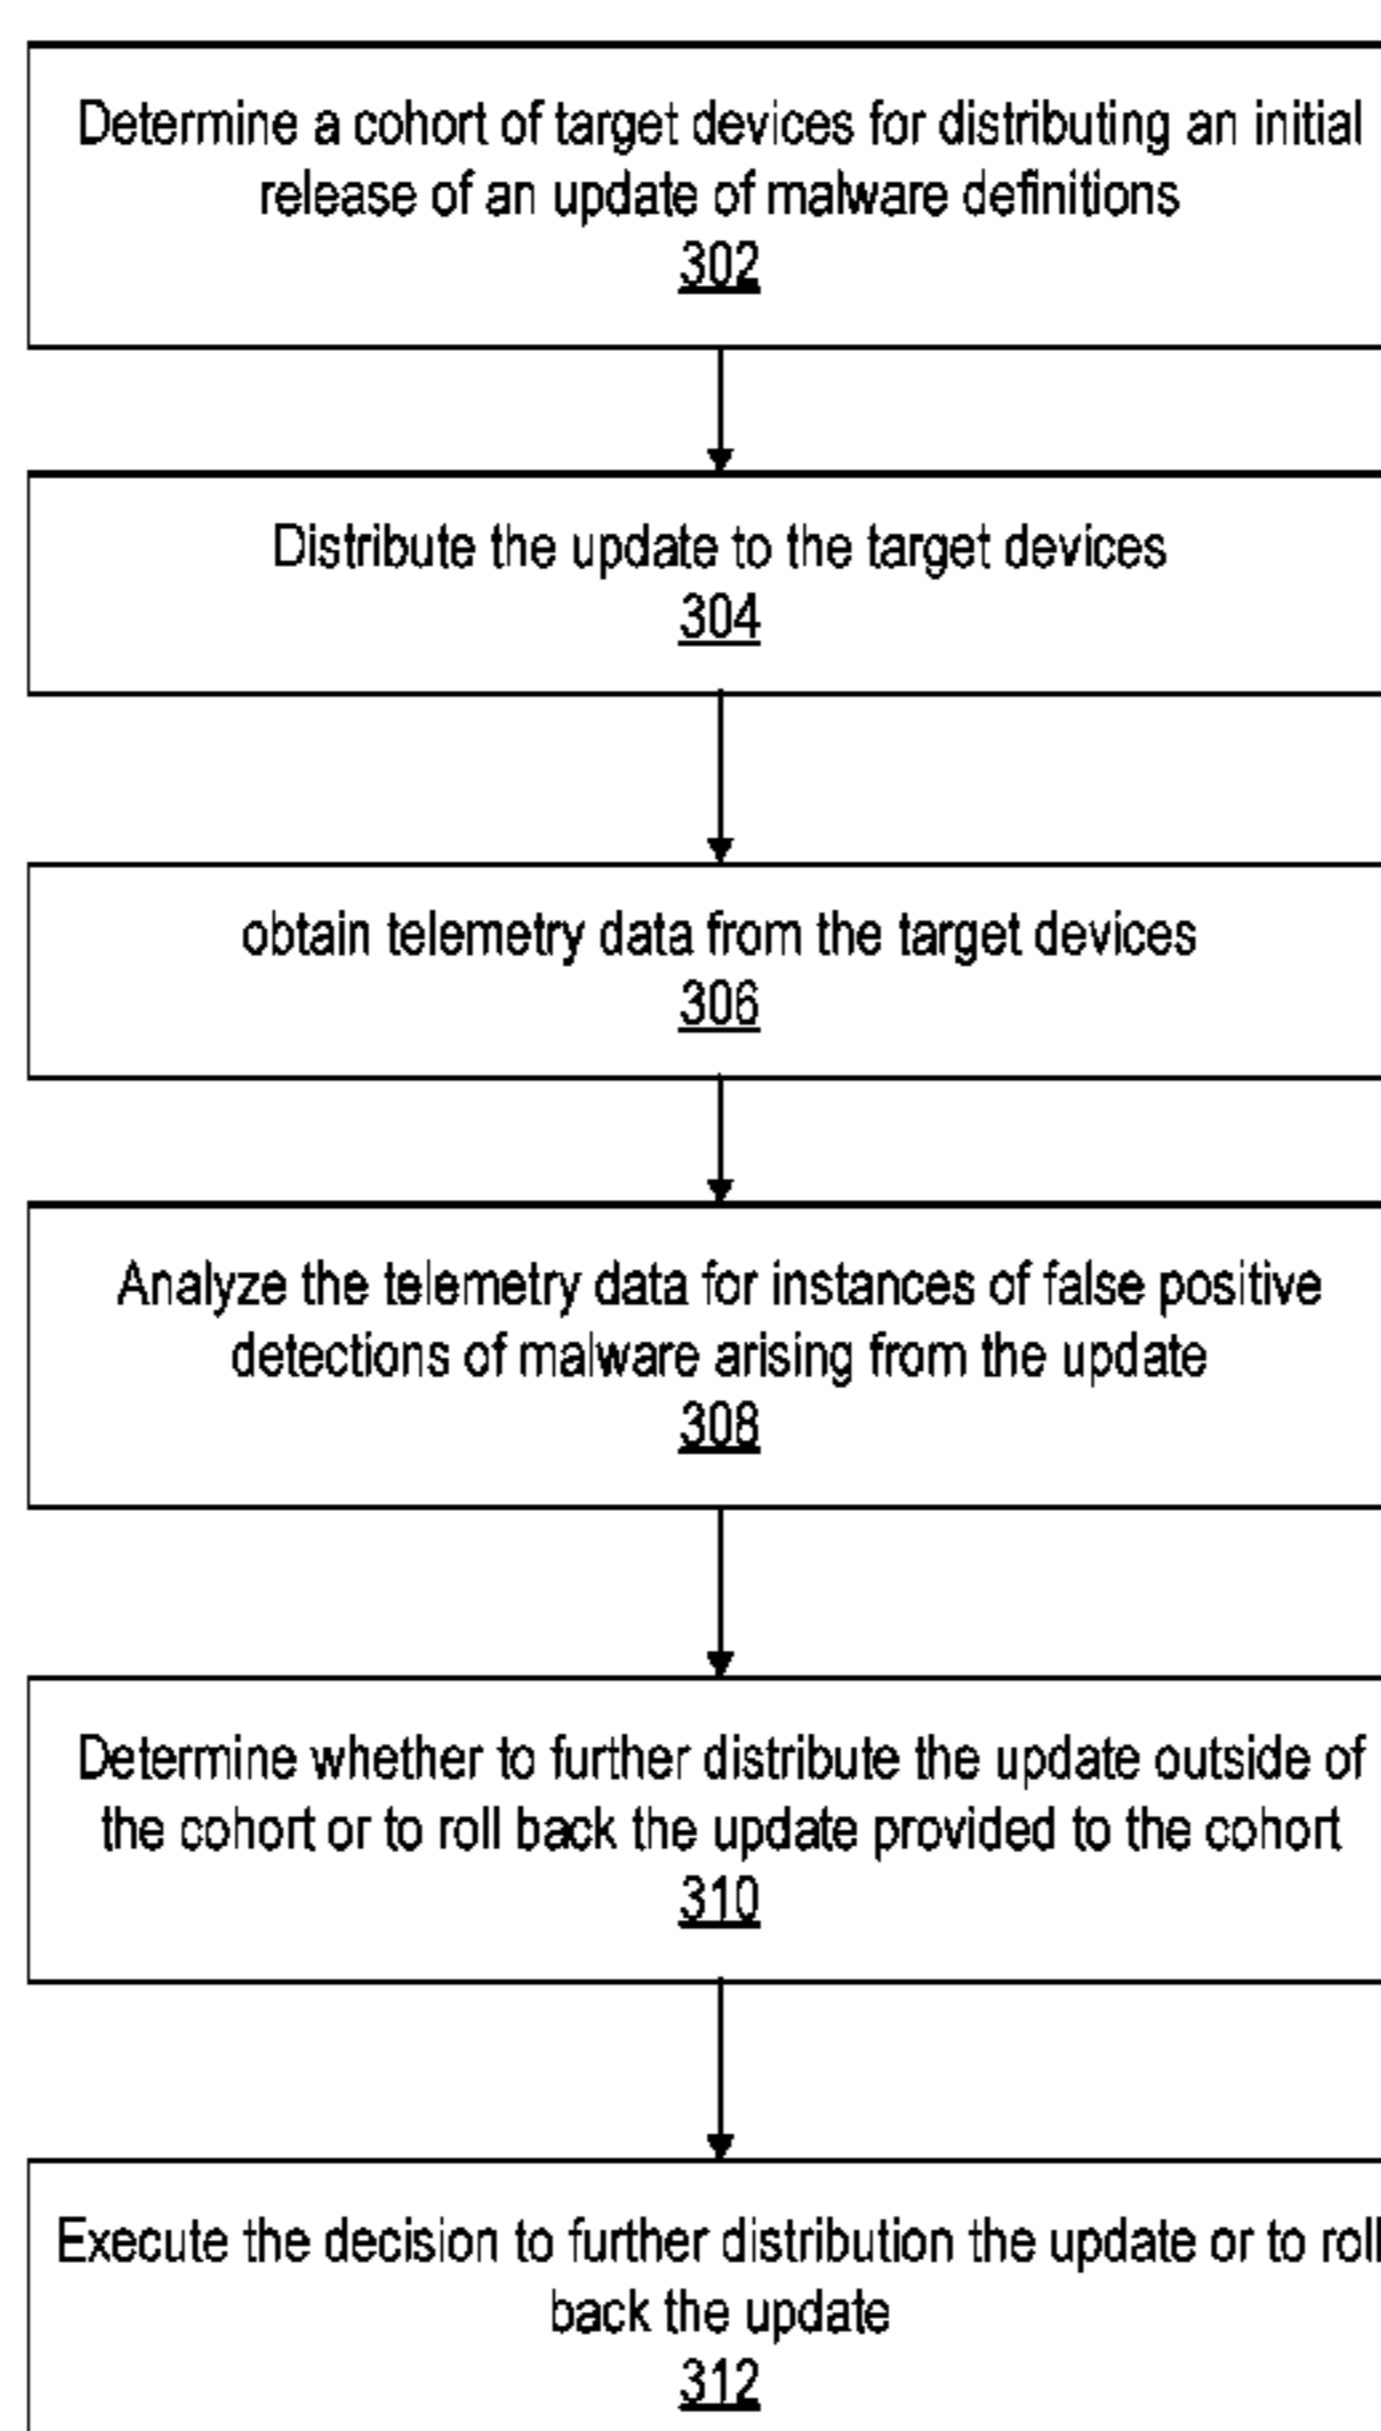 Determine a cohort of target devices for distributing an initial
release of an update of malware definitions
302
Distribute the update to the target devices
304
obtain telemetry data from the target devices
306
Analyze the telemetry data for instances of false positive
detections of malware arising from the update
308
Determine whether to further distribute the update outside of
the cohort or to roll back the update provided to the cohort
310
Execute the decision to further distribution the update or to roll
back the update
312